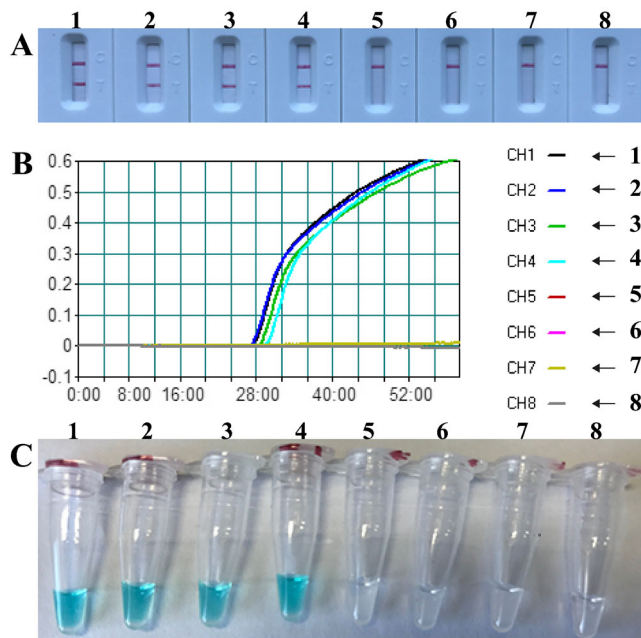 1 2 3 4 5 6 7 8
A
C C C C C C C C
T T T T T T T T
B
0.6
0.5
0.4
0.3
0.2
0.1
0
-0.1
0:00 8:00 16:00 28:00 40:00 52:00
CH1 ← 1
CH2 ← 2
CH3 ← 3
CH4 ← 4
CH5 ← 5
CH6 ← 6
CH7 ← 7
CH8 ← 8
1 2 3 4 5 6 7 8
C